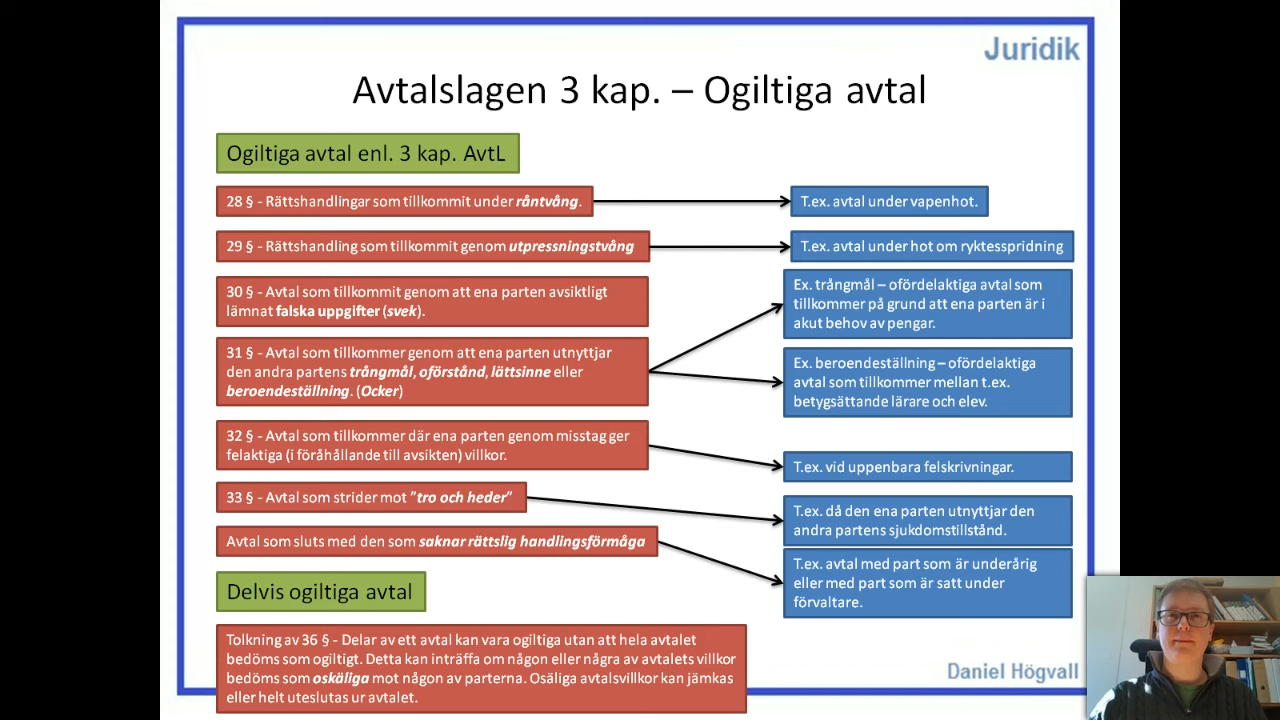 Juridik
Avtalslagen 3 kap. – Ogiltiga avtal
Ogiltiga avtal enl. 3 kap. AvtL
28 § - Rättshandlingar som tillkommit under råntvång.
T.ex. avtal under vapenhot.
29 § - Rättshandling som tillkommit genom utpressningstvång
T.ex. avtal under hot om ryktesspridning
30 § - Avtal som tillkommit genom att ena parten avsiktligt
lämnat falska uppgifter (svek).
Ex. trångmål – ofördelaktiga avtal som
tillkommer på grund att ena parten är i
akut behov av pengar.
31 § - Avtal som tillkommer genom att ena parten utnyttjar
den andra partens trångmål, oförstånd, lättsinne eller
beroendeställning. (Ocker)
Ex. beroendeställning – ofördelaktiga
avtal som tillkommer mellan t.ex.
betygsättande lärare och elev.
32 § - Avtal som tillkommer där ena parten genom misstag ger
felaktiga (i föråhållande till avsikten) villkor.
T.ex. vid uppenbara felskrivningar.
33 § - Avtal som strider mot ”tro och heder”
T.ex. då den ena parten utnyttjar den
andra partens sjukdomstillstånd.
Avtal som sluts med den som saknar rättslig handlingsförmåga
T.ex. avtal med part som är underårig
eller med part som är satt under
förvaltare.
Delvis ogiltiga avtal
Tolkning av 36 § - Delar av ett avtal kan vara ogiltiga utan att hela avtalet
bedöms som ogiltigt. Detta kan inträffa om någon eller några av avtalets villkor
bedöms som oskäliga mot någon av parterna. Osäliga avtalsvillkor kan jämkas
eller helt uteslutas ur avtalet.
Daniel Högvall